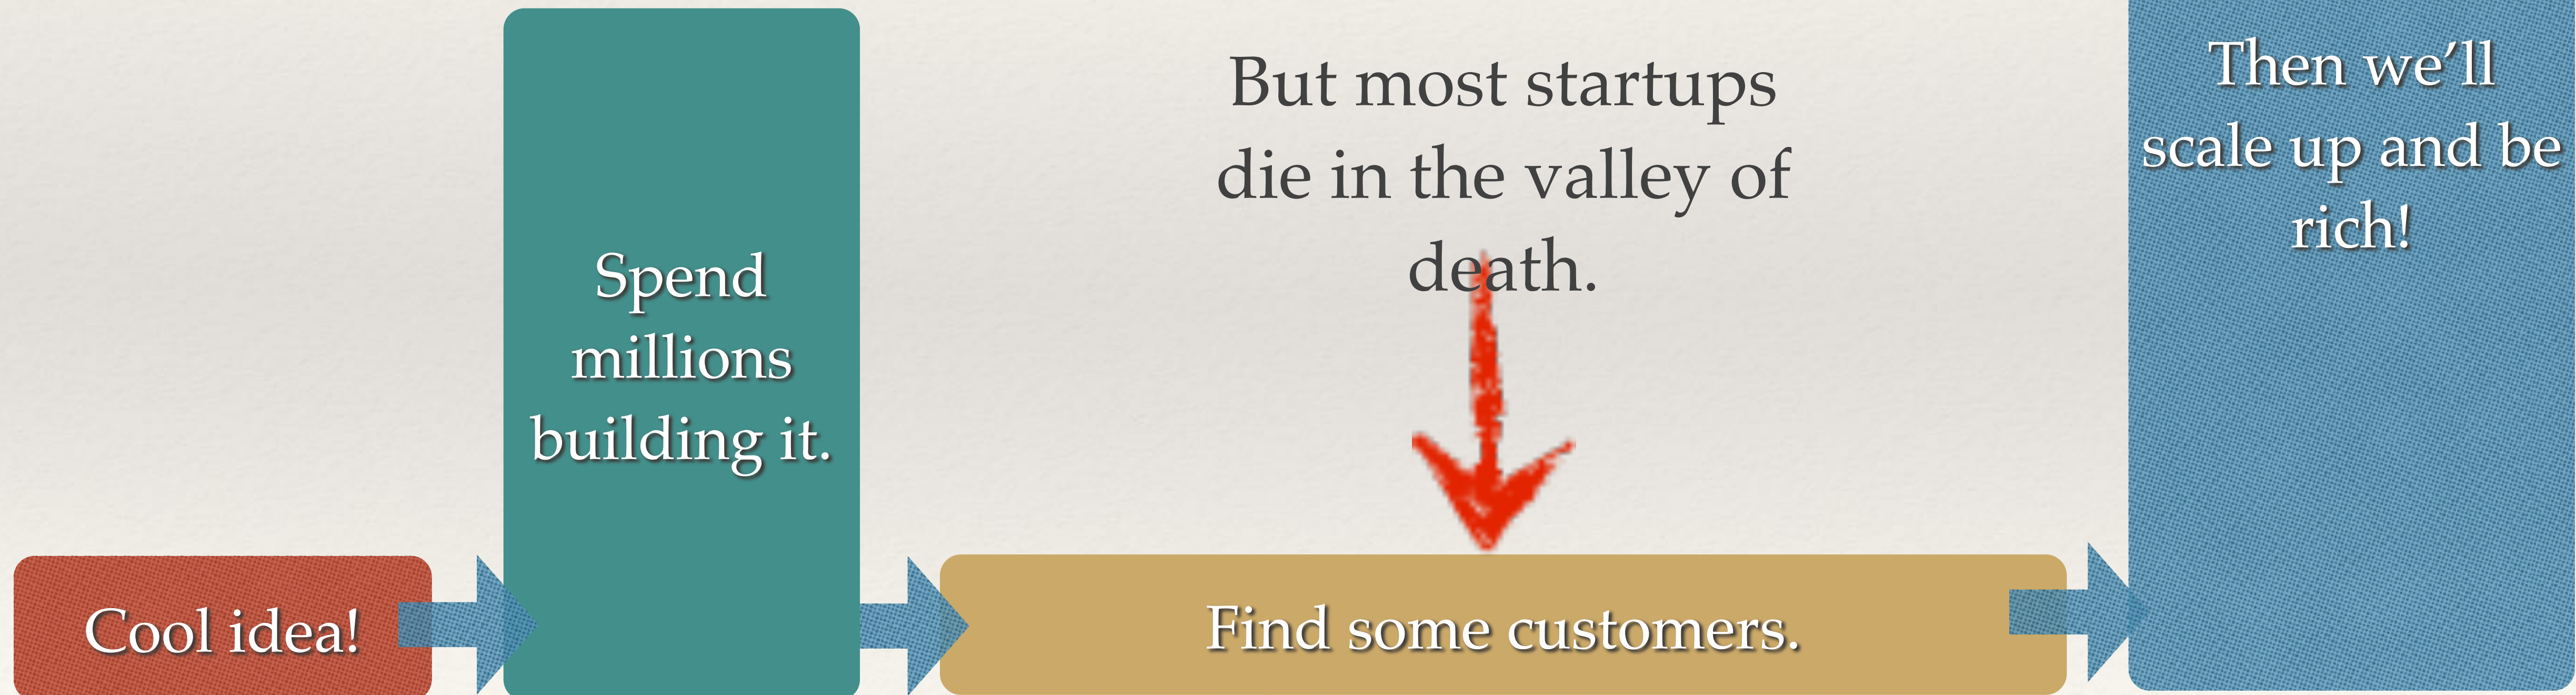 Cool idea!
Spend
millions
building it.
But most startups
die in the valley of
death.
Find some customers.
Then we’ll
scale up and be
rich!